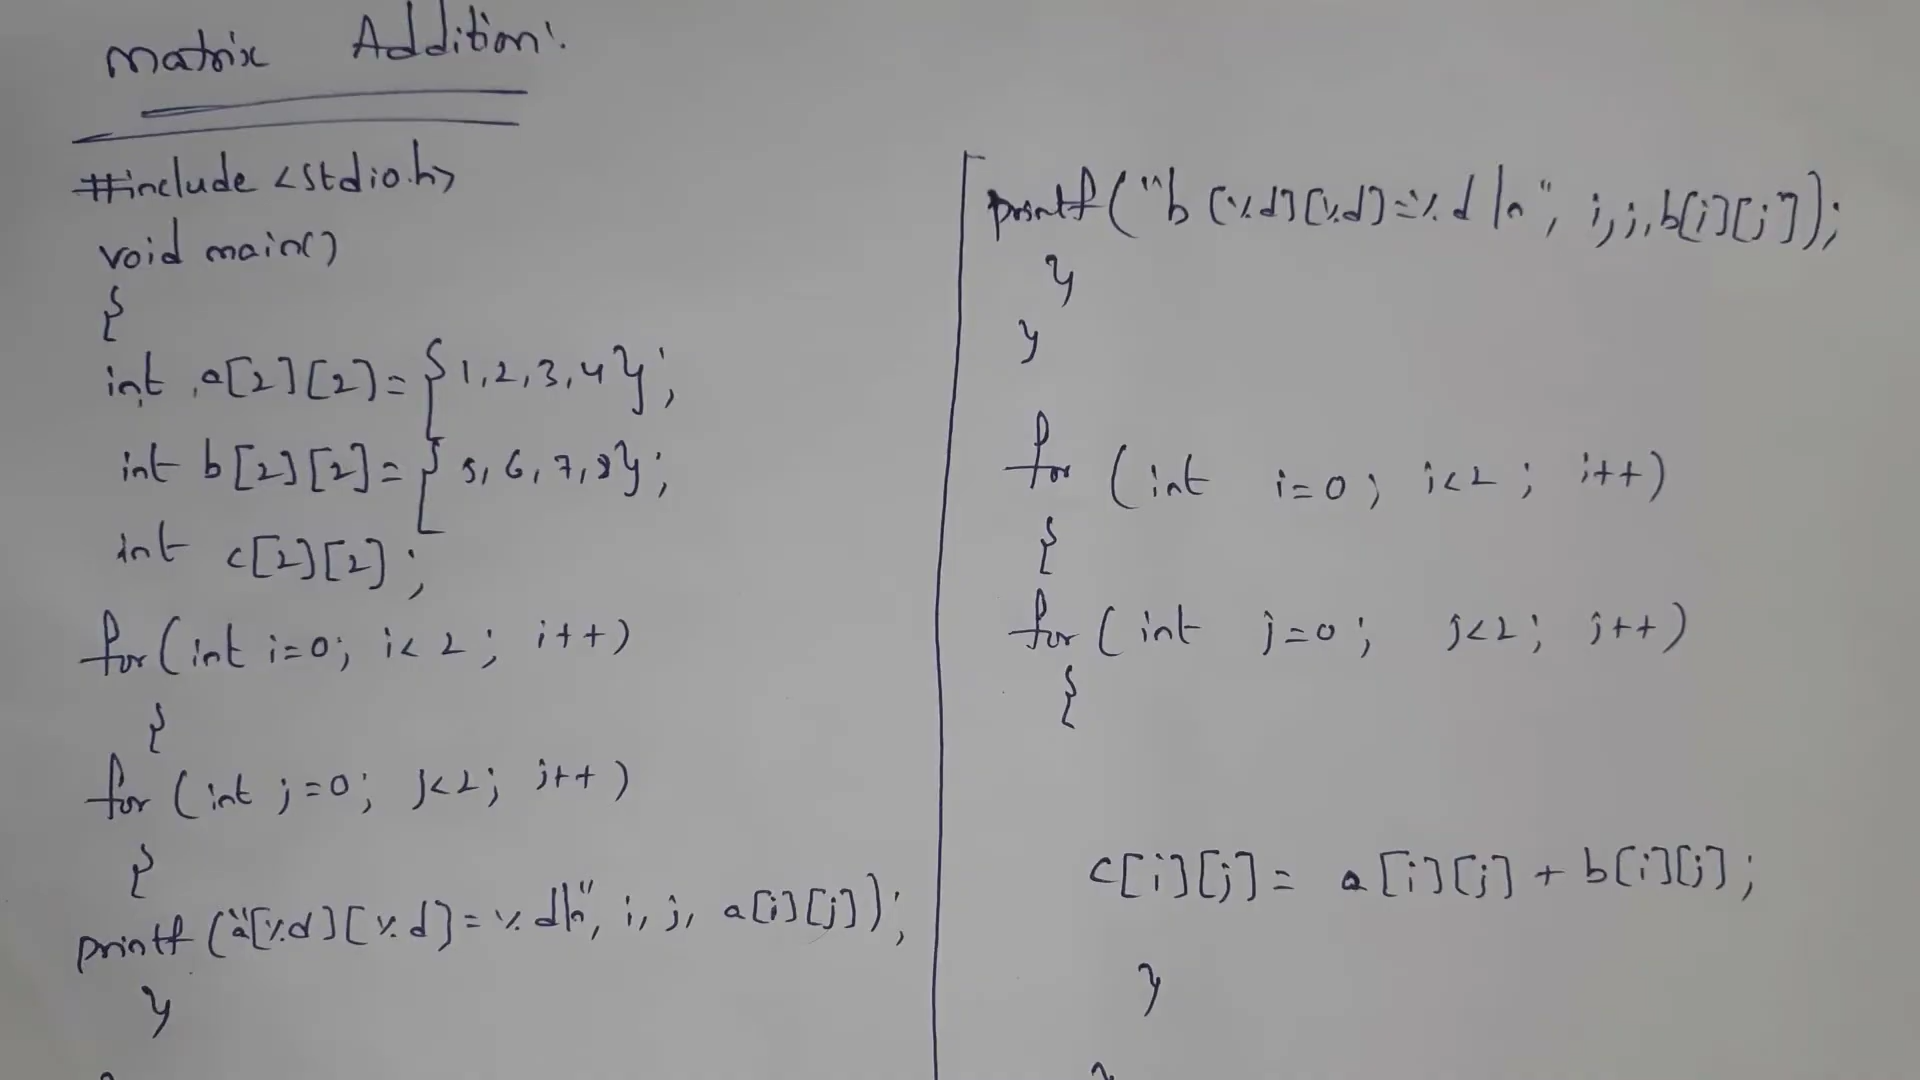 Matrix Addition:
#include <stdio.h>
void main()
{
int a[2][2]={1,2,3,4};
int b[2][2]={5,6,7,8};
int c[2][2];
for(int i=0; i<2; i++)
{
for(int j=0; j<2; j++)
{
printf("a[%d][%d]=%d\n", i, j, a[i][j]);
}
printf("b[%d][%d]=%d\n", i,j,b[i][j]);
}
}
for (int i=0; i<2; i++)
{
for(int j=0; j<2; j++)
{
c[i][j]= a[i][j]+b[i][j];
}